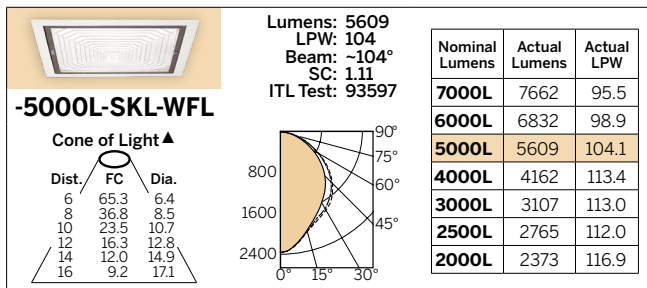 -5000L-SKL-WFL
Cone of Light▲
Dist. FC Dia.
6 65.3 6.4
8 36.8 8.5
10 23.5 10.7
12 16.3 12.8
14 12.0 14.9
16 9.2 17.1
Lumens: 5609
LPW: 104
Beam: ~104°
SC: 1.11
ITL Test: 93597
90°
75°
60°
45°
800
1600
2400
0° 15° 30°
Nominal Lumens Actual Lumens Actual LPW
7000L 7662 95.5
6000L 6832 98.9
5000L 5609 104.1
4000L 4162 113.4
3000L 3107 113.0
2500L 2765 112.0
2000L 2373 116.9